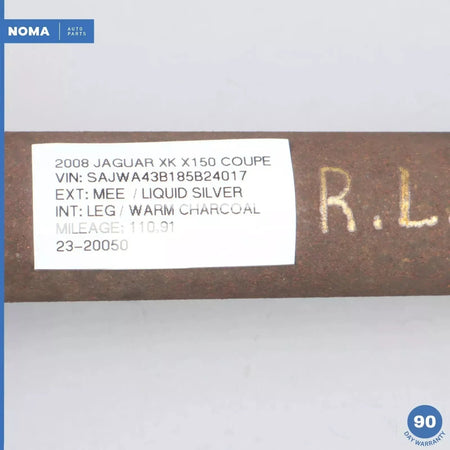 NOMA AUTO
PARTS
2008 JAGUAR XK X150 COUPE
VIN: SAJWA43B185B24017
EXT: MEE / LIQUID SILVER
INT: LEG / WARM CHARCOAL
MILEAGE: 110,91
23-20050
R.L.
90
DAY WARRANTY